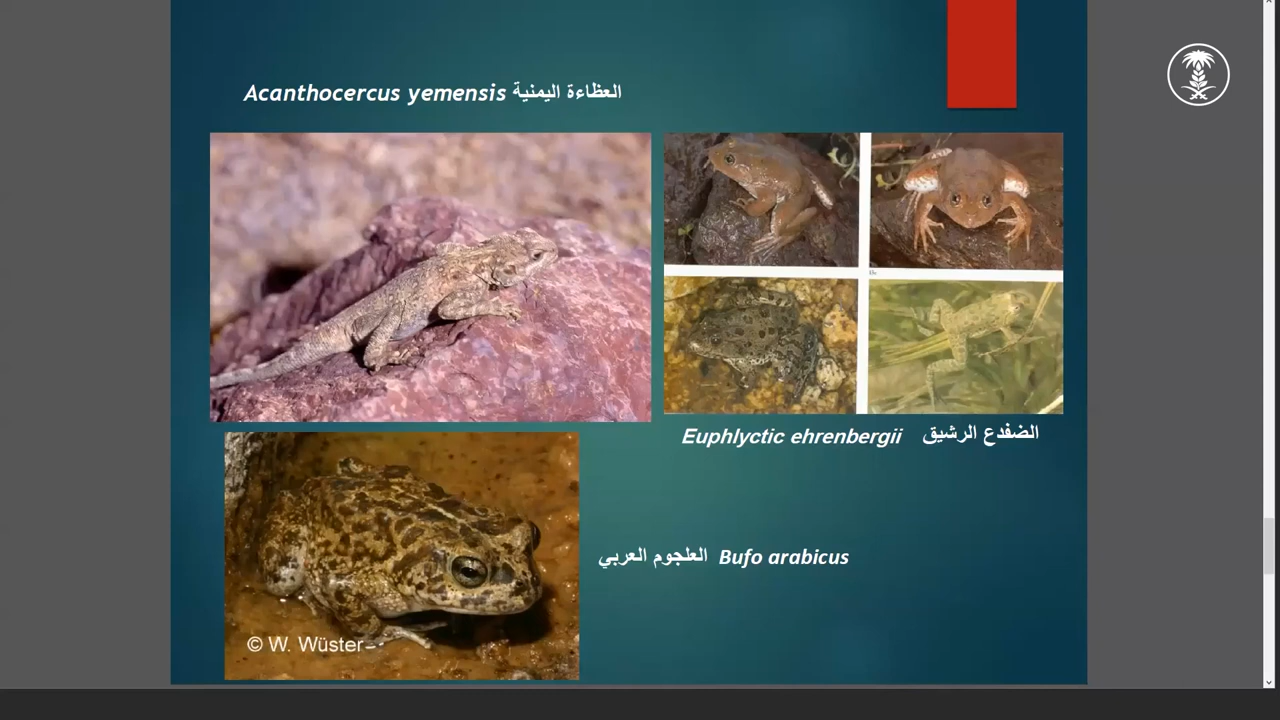 Acanthocercus yemensis العظاءة اليمنية
Euphlyctic ehrenbergii الضفدع الرشيق
العلجوم العربي Bufo arabicus
© W. Wüster